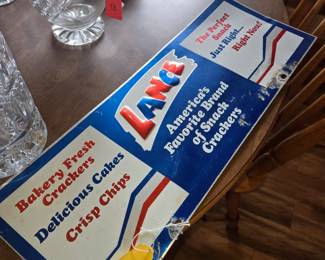 Bakery Fresh
Crackers
Delicious Cakes
Crisp Chips
LANCE
America's
Favorite Brand
of Snack
Crackers
The Perfect
Snack
Just Right...
Right Now!